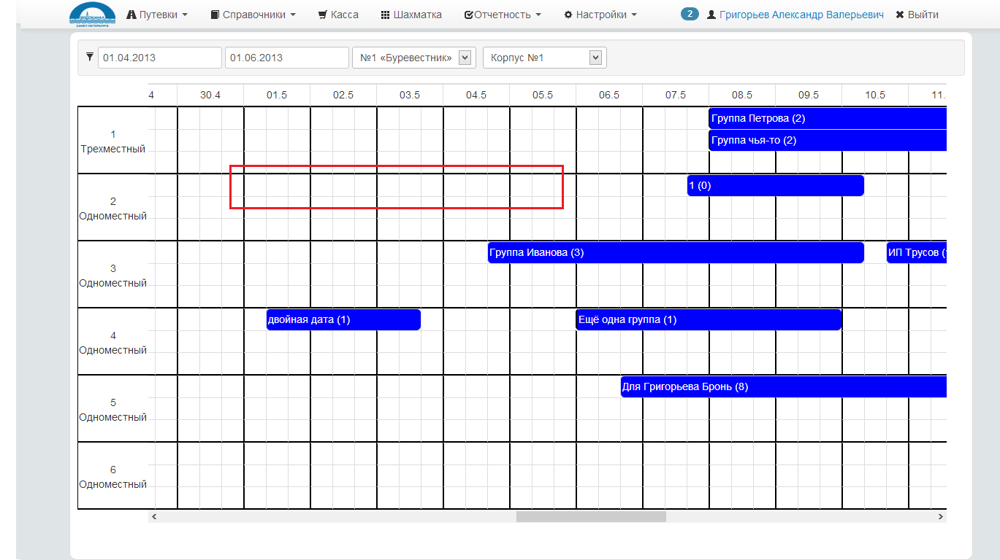 ВОДОКАНАЛ
САНКТ-ПЕТЕРБУРГА
Путевки Справочники Касса Шахматка Отчетность Настройки 2 Григорьев Александр Валерьевич Выйти
01.04.2013 01.06.2013 №1 «Буревестник» Корпус №1
4 30.4 01.5 02.5 03.5 04.5 05.5 06.5 07.5 08.5 09.5 10.5 11.
Группа Петрова (2)
1
Трехместный
Группа чья-то (2)
1 (0)
2
Одноместный
Группа Иванова (3) ИП Трусов (
3
Одноместный
двойная дата (1) Ещё одна группа (1)
4
Одноместный
Для Григорьева Бронь (8)
5
Одноместный
6
Одноместный